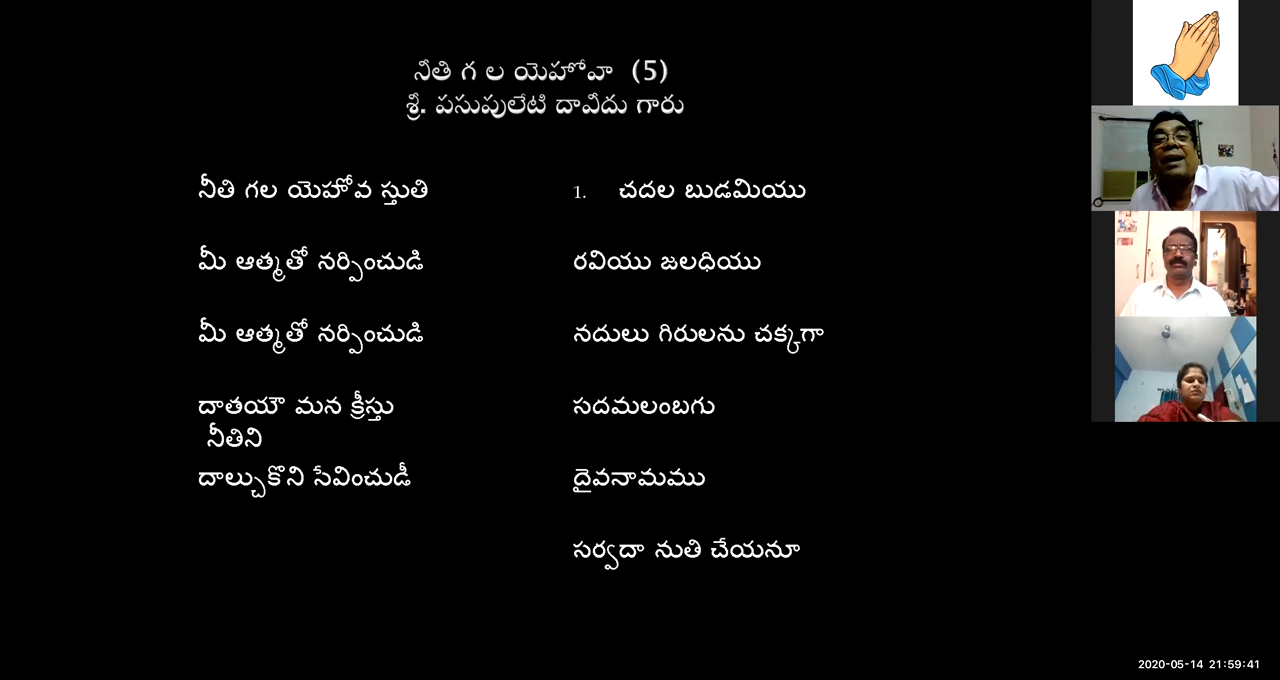 నీతి గ ల యెహోవా (5)
శ్రీ. పసుపులేటి దావీదు గారు
నీతి గల యెహోవ స్తుతి
మీ ఆత్మతో నర్పించుడి
మీ ఆత్మతో నర్పించుడి
దాతయౌ మన క్రీస్తు
నీతిని
దాల్చుకొని సేవించుడీ
1. చదల బుడమియు
రవియు జలధియు
నదులు గిరులను చక్కగా
సదమలంబగు
దైవనామము
సర్వదా నుతి చేయనూ
2020-05-14 21:59:41